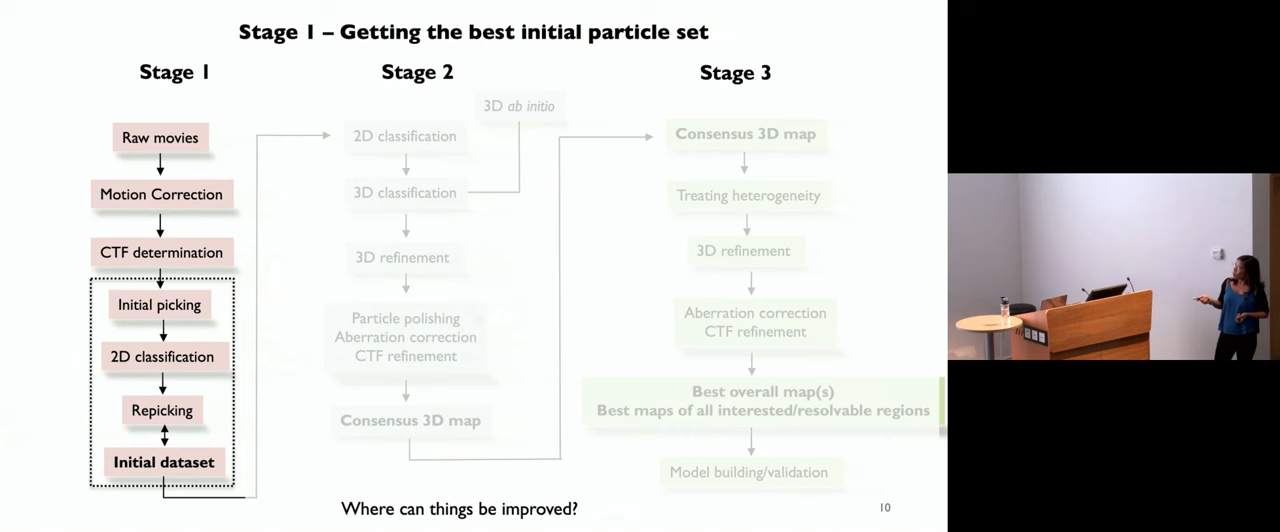 Stage 1 – Getting the best initial particle set
Stage 1
Raw movies
Motion Correction
CTF determination
Initial picking
2D classification
Repicking
Initial dataset
Stage 2
3D ab initio
2D classification
3D classification
3D refinement
Particle polishing
Aberration correction
CTF refinement
Consensus 3D map
Stage 3
Consensus 3D map
Treating heterogeneity
3D refinement
Aberration correction
CTF refinement
Best overall map(s)
Best maps of all interested/resolvable regions
Model building/validation
Where can things be improved?
10